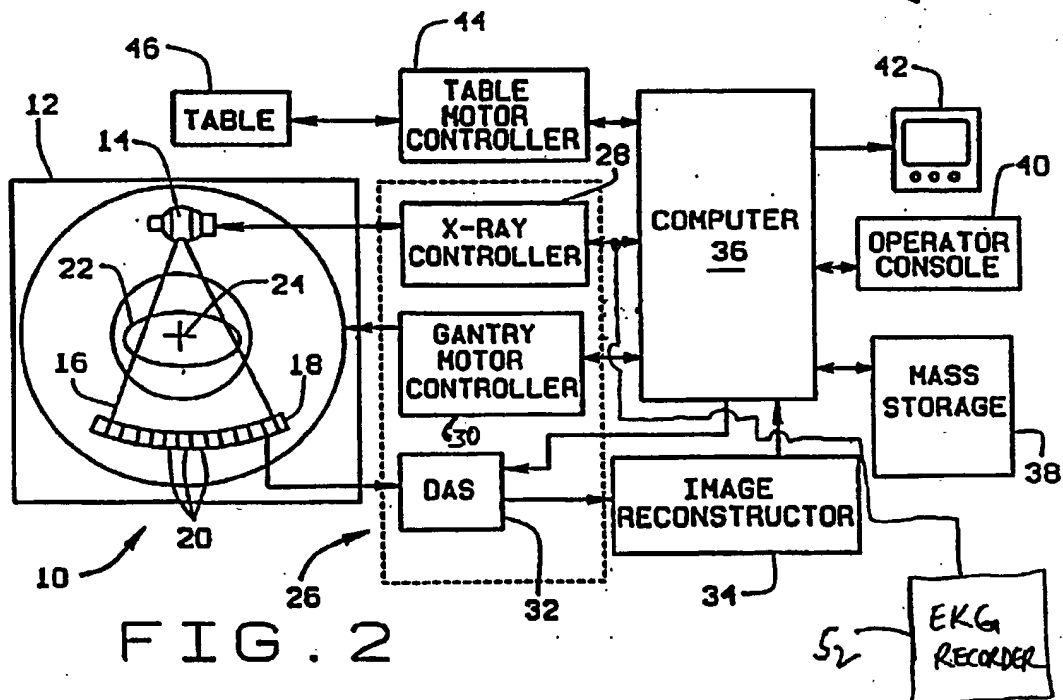 44
46
42
12
TABLE
TABLE
MOTOR
CONTROLLER
14
28
40
X-RAY
CONTROLLER
COMPUTER
36
OPERATOR
CONSOLE
22
24
GANTRY
MOTOR
CONTROLLER
16
18
MASS
STORAGE
30
DAS
IMAGE
RECONSTRUCTOR
38
20
10
26
32
34
FIG.2
52
EKG
RECORDER